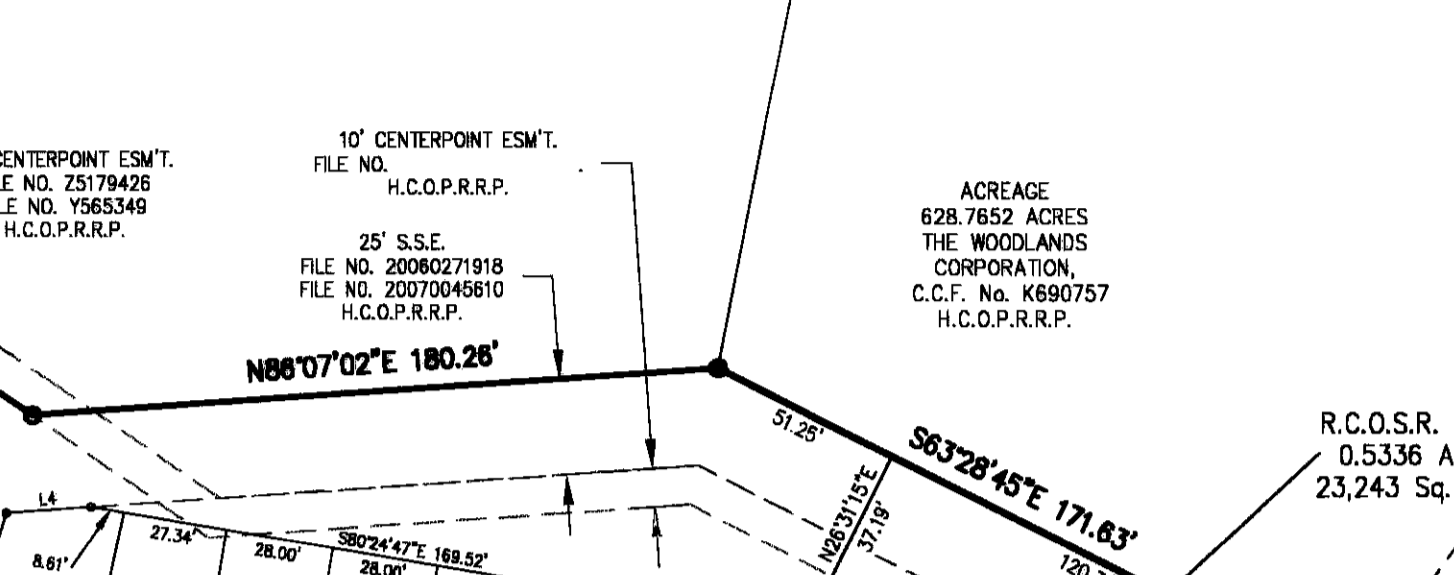 CENTERPOINT ESM'T.
E NO. Z5179426
LE NO. Y565349
H.C.O.P.R.R.P.
10' CENTERPOINT ESM'T.
FILE NO.
H.C.O.P.R.R.P.
25' S.S.E.
FILE NO. 20060271918
FILE NO. 20070045610
H.C.O.P.R.R.P.
ACREAGE
628.7652 ACRES
THE WOODLANDS
CORPORATION,
C.C.F. No. K690757
H.C.O.P.R.R.P.
N86°07'02"E 180.26'
51.25'
S63°28'45"E 171.63'
R.C.O.S.R.
0.5336 A
23,243 Sq.
N26°31'15"E
37.19'
120.
L4
8.61'
27.34'
28.00'
S80°24'47"E 169.52'
28.00'